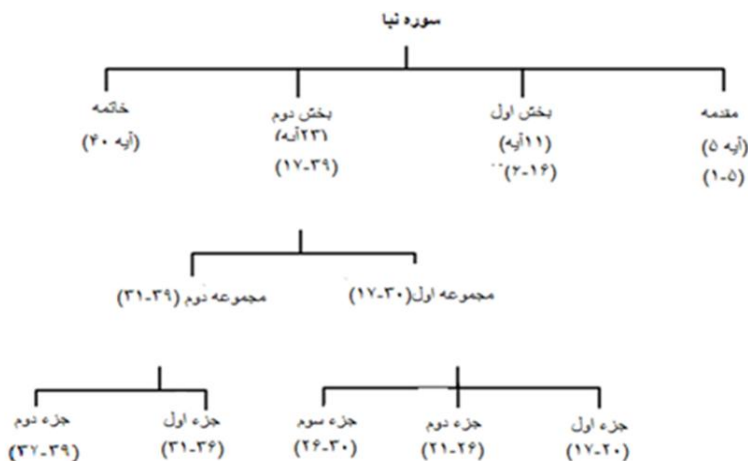 سوره نبا
مقدمه
(آیه ۵)
(۱-۵)
بخش اول
(۱۱آیه)
(۲-۱۶)
بخش دوم
(۲۳آیه)
(۱۷-۳۹)
خاتمه
(آیه ۴۰)
مجموعه اول(۱۷-۳۰)
مجموعه دوم (۳۱-۳۹)
جزء اول
(۱۷-۲۰)
جزء دوم
(۲۱-۲۶)
جزء سوم
(۲۶-۳۰)
جزء اول
(۳۱-۳۶)
جزء دوم
(۳۷-۳۹)